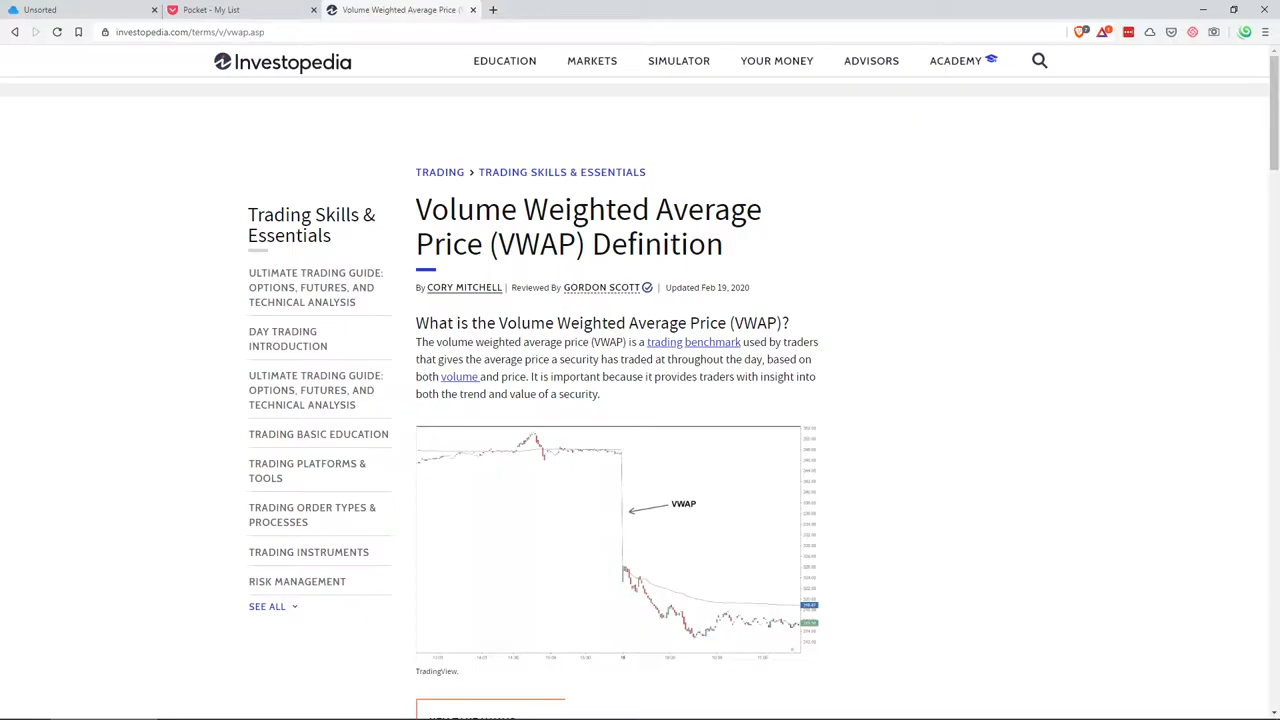 Unsorted
Pocket - My List
Volume Weighted Average Price (V
investopedia.com/terms/v/vwap.asp
Investopedia
EDUCATION
MARKETS
SIMULATOR
YOUR MONEY
ADVISORS
ACADEMY
TRADING > TRADING SKILLS & ESSENTIALS
Trading Skills &
Essentials
ULTIMATE TRADING GUIDE:
OPTIONS, FUTURES, AND
TECHNICAL ANALYSIS
DAY TRADING
INTRODUCTION
ULTIMATE TRADING GUIDE:
OPTIONS, FUTURES, AND
TECHNICAL ANALYSIS
TRADING BASIC EDUCATION
TRADING PLATFORMS &
TOOLS
TRADING ORDER TYPES &
PROCESSES
TRADING INSTRUMENTS
RISK MANAGEMENT
SEE ALL
Volume Weighted Average
Price (VWAP) Definition
By CORY MITCHELL | Reviewed By GORDON SCOTT | Updated Feb 19, 2020
What is the Volume Weighted Average Price (VWAP)?
The volume weighted average price (VWAP) is a trading benchmark used by traders
that gives the average price a security has traded at throughout the day, based on
both volume and price. It is important because it provides traders with insight into
both the trend and value of a security.
VWAP
TradingView.